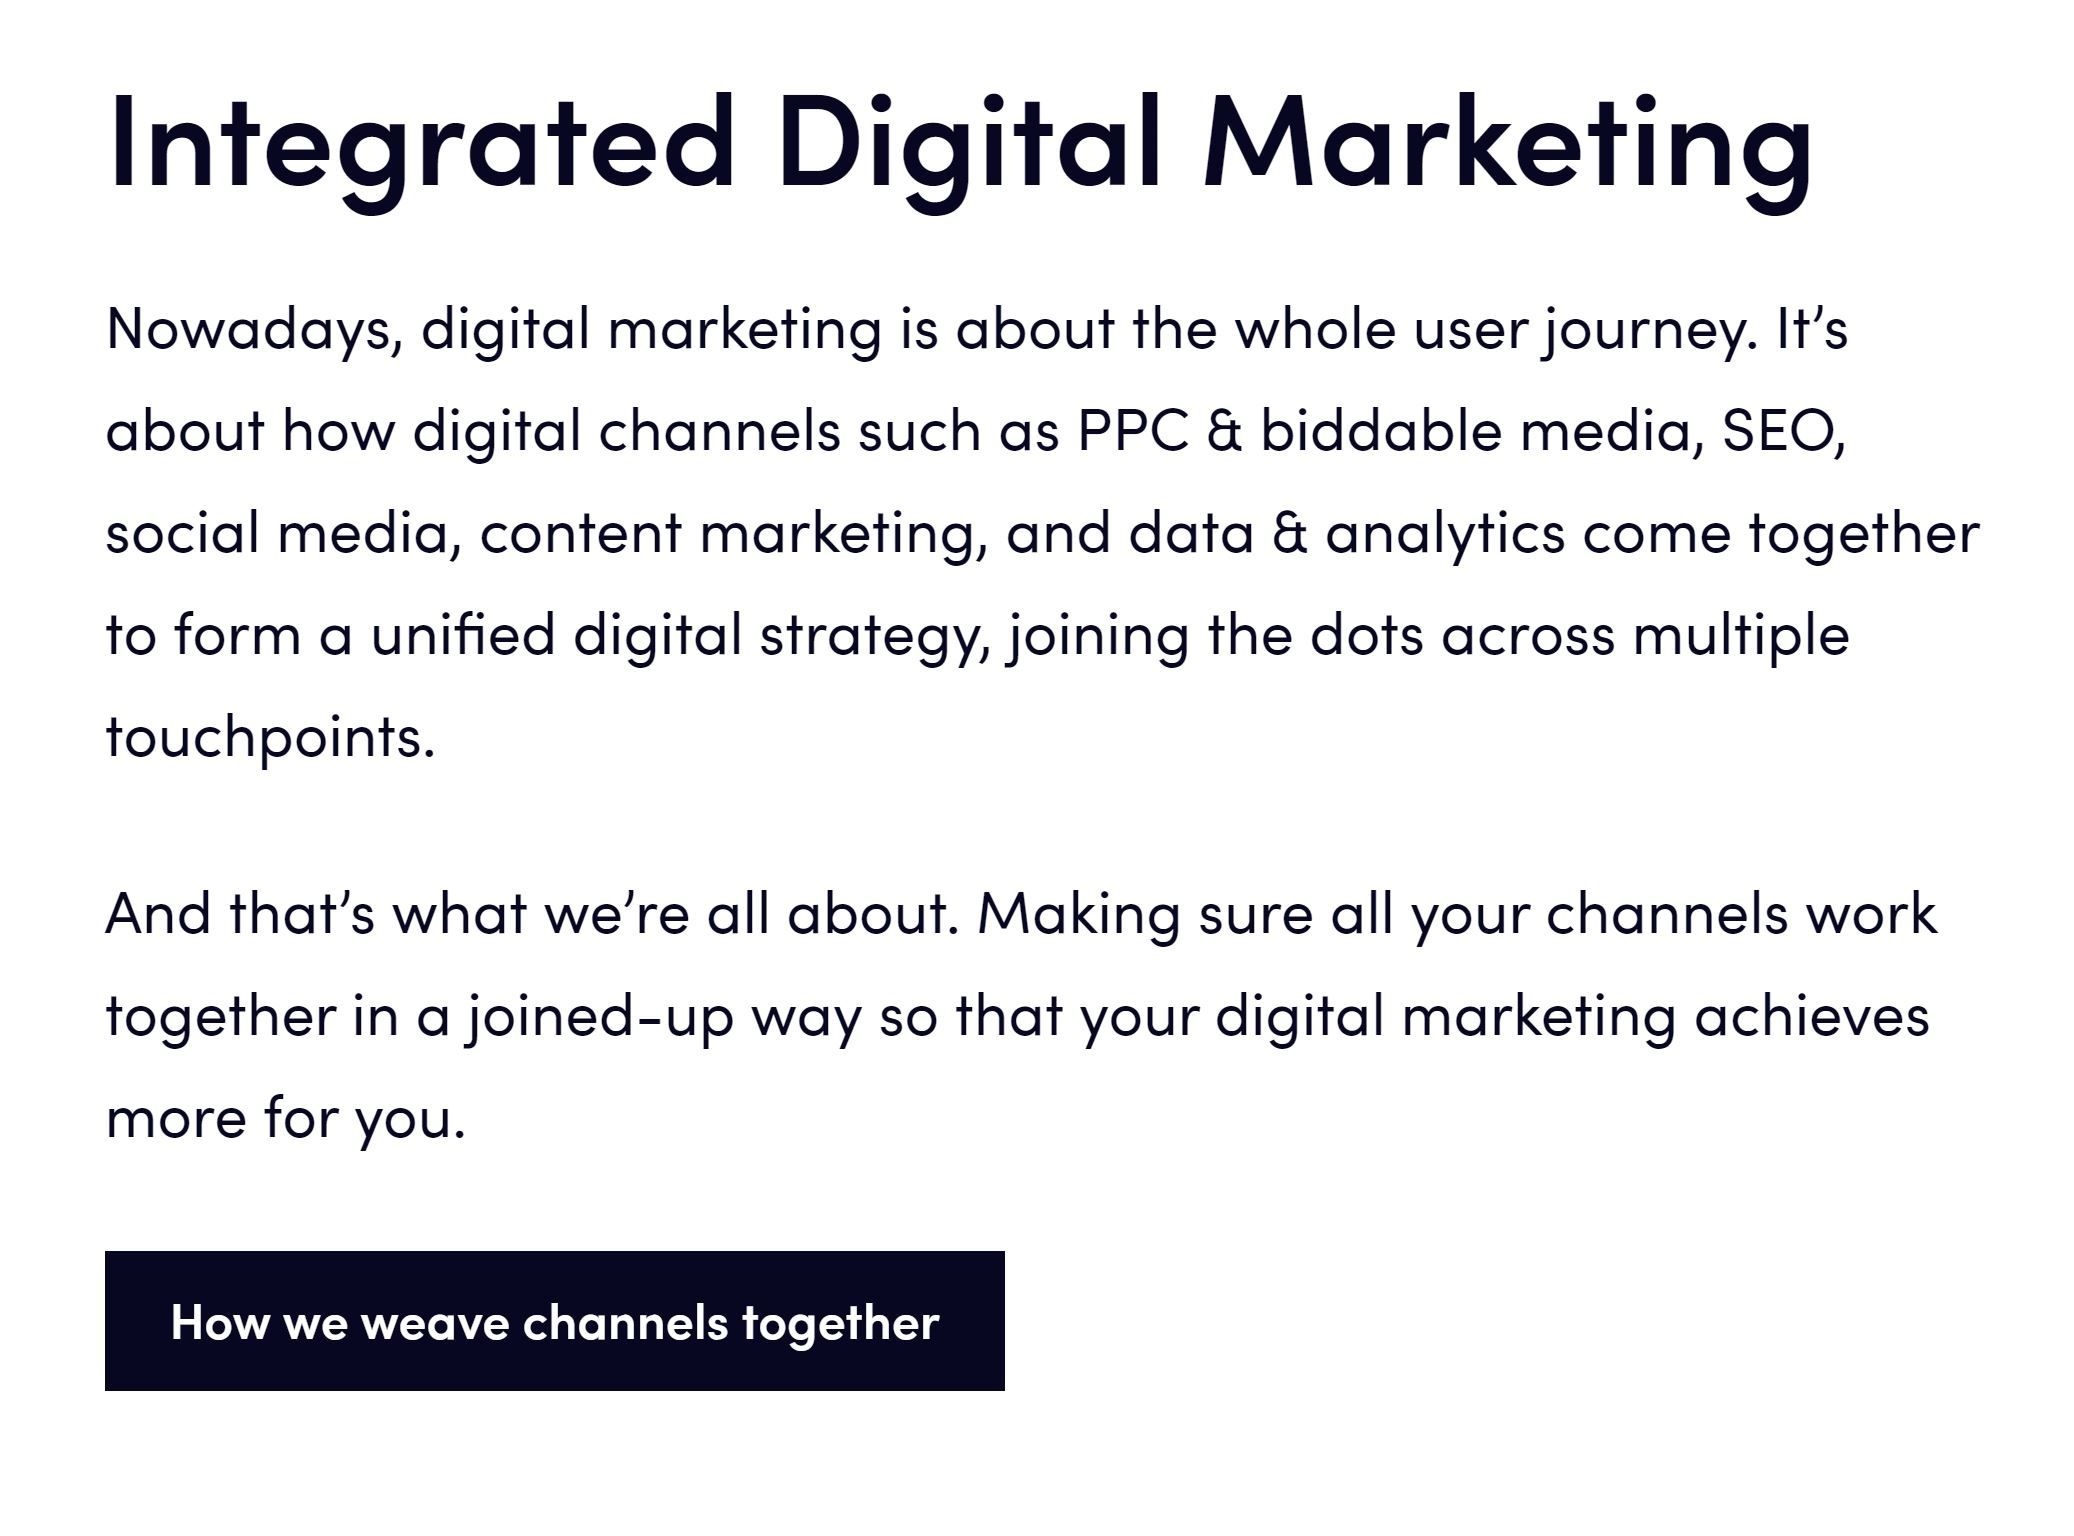 Integrated Digital Marketing
Nowadays, digital marketing is about the whole user journey. It’s
about how digital channels such as PPC & biddable media, SEO,
social media, content marketing, and data & analytics come together
to form a unified digital strategy, joining the dots across multiple
touchpoints.
And that’s what we’re all about. Making sure all your channels work
together in a joined-up way so that your digital marketing achieves
more for you.
How we weave channels together